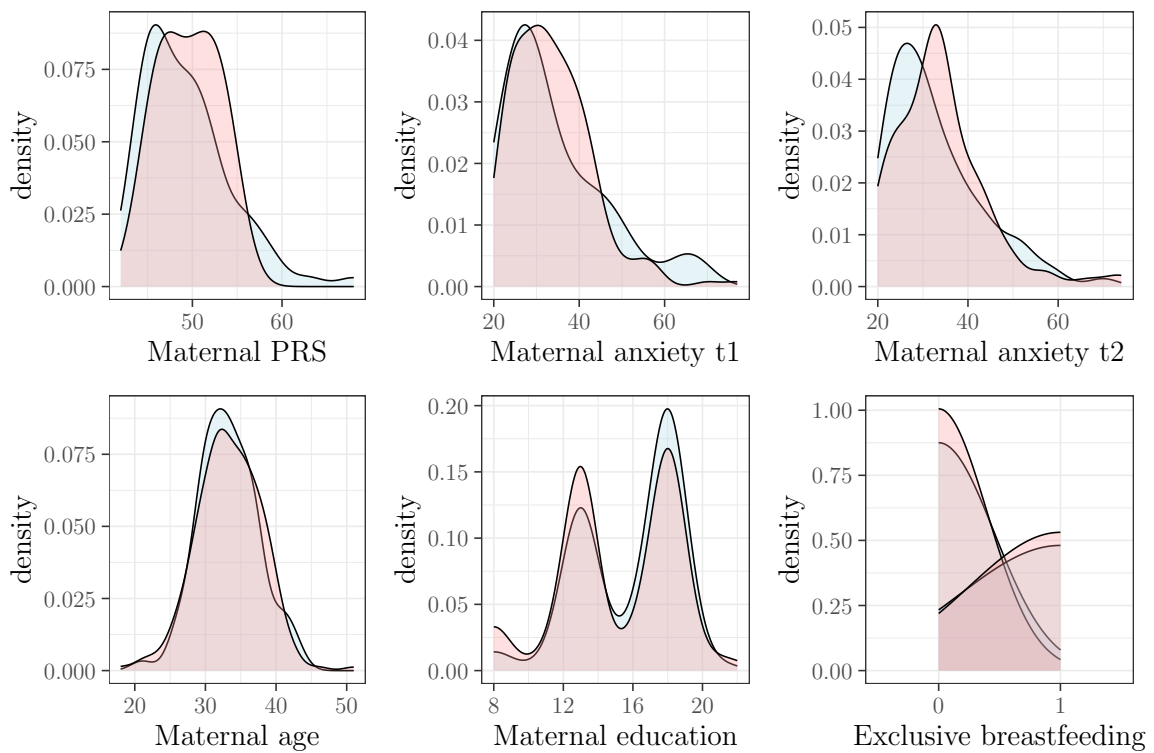 density
0.000
0.025
0.050
0.075
50 60
Maternal PRS
density
0.00
0.01
0.02
0.03
0.04
20 40 60
Maternal anxiety t1
density
0.00
0.01
0.02
0.03
0.04
0.05
20 40 60
Maternal anxiety t2
density
0.000
0.025
0.050
0.075
20 30 40 50
Maternal age
density
0.00
0.05
0.10
0.15
0.20
8 12 16 20
Maternal education
density
0.00
0.25
0.50
0.75
1.00
0 1
Exclusive breastfeeding